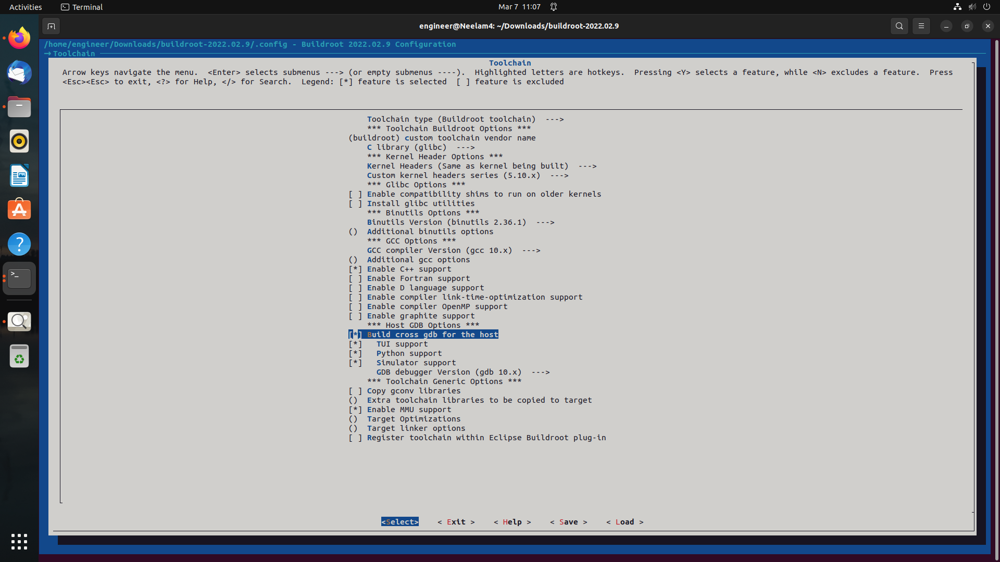 Activities Terminal Mar 7 11:07
engineer@Neelam4: ~/Downloads/buildroot-2022.02.9
/home/engineer/Downloads/buildroot-2022.02.9/.config - Buildroot 2022.02.9 Configuration
→ Toolchain
Toolchain
Arrow keys navigate the menu.  <Enter> selects submenus ---> (or empty submenus ----).  Highlighted letters are hotkeys.  Pressing <Y> selects a feature, while <N> excludes a feature.  Press
<Esc><Esc> to exit, <?> for Help, </> for Search.  Legend: [*] feature is selected  [ ] feature is excluded
Toolchain type (Buildroot toolchain)  --->
*** Toolchain Buildroot Options ***
(buildroot) custom toolchain vendor name
C library (glibc)  --->
*** Kernel Header Options ***
Kernel Headers (Same as kernel being built)  --->
Custom kernel headers series (5.10.x)  --->
*** Glibc Options ***
[ ] Enable compatibility shims to run on older kernels
[ ] Install glibc utilities
*** Binutils Options ***
Binutils Version (binutils 2.36.1)  --->
()  Additional binutils options
*** GCC Options ***
GCC compiler Version (gcc 10.x)  --->
()  Additional gcc options
[*] Enable C++ support
[ ] Enable Fortran support
[ ] Enable D language support
[ ] Enable compiler link-time-optimization support
[ ] Enable compiler OpenMP support
[ ] Enable graphite support
*** Host GDB Options ***
[*] Build cross gdb for the host
[*]   TUI support
[*]   Python support
[*]   Simulator support
GDB debugger Version (gdb 10.x)  --->
*** Toolchain Generic Options ***
[ ] Copy gconv libraries
()  Extra toolchain libraries to be copied to target
[*] Enable MMU support
()  Target Optimizations
()  Target linker options
[ ] Register toolchain within Eclipse Buildroot plug-in
<Select>    < Exit >    < Help >    < Save >    < Load >